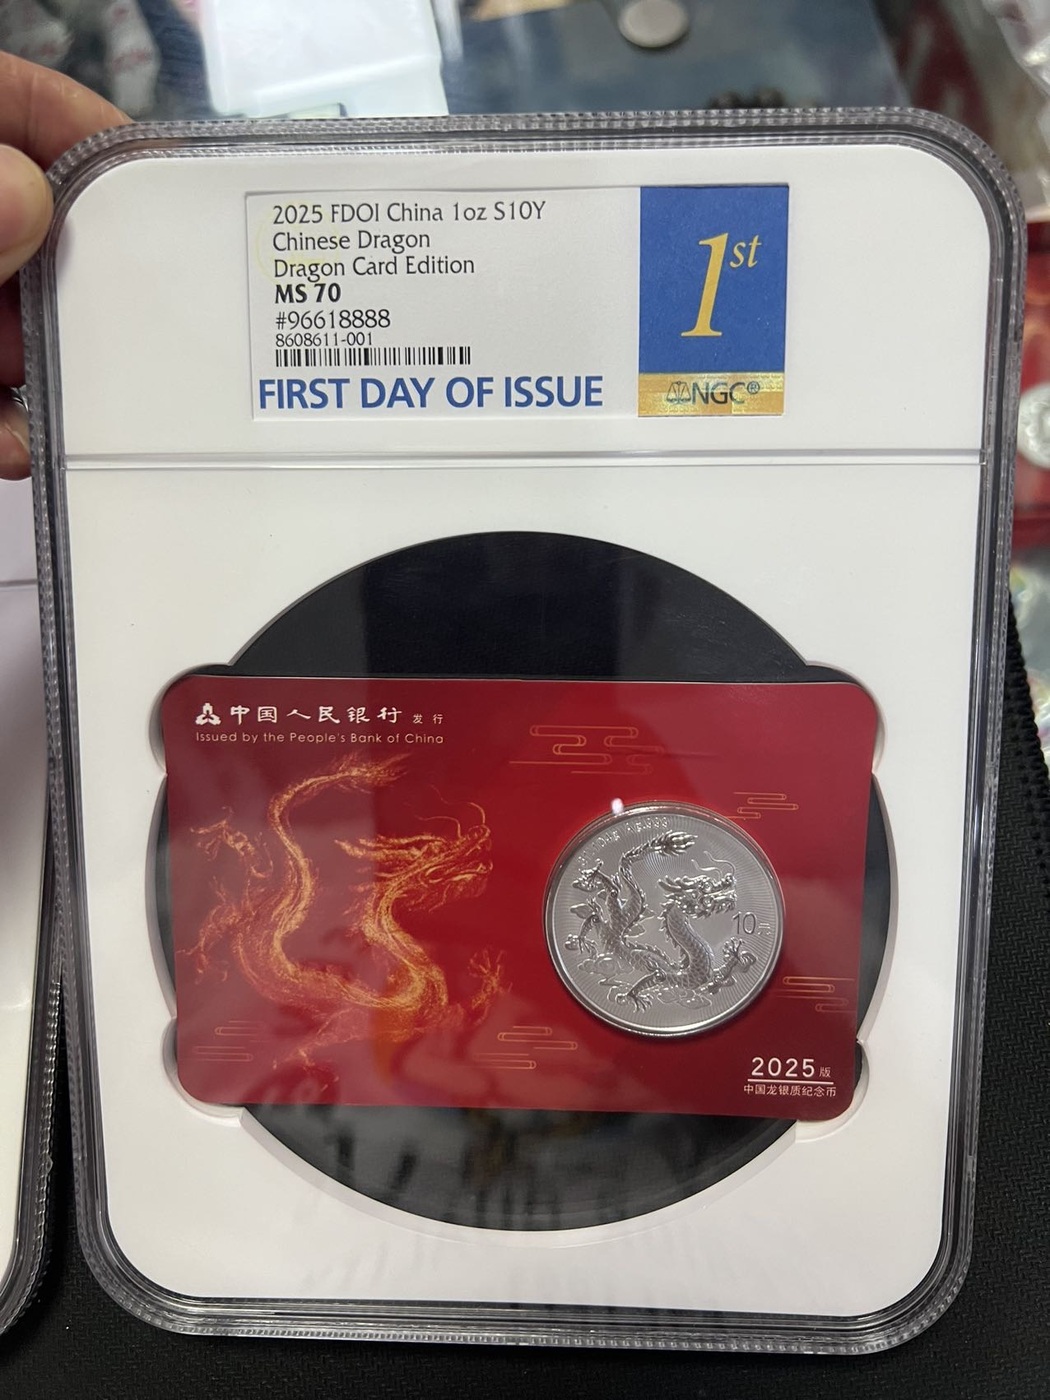 2025 FDOI China 1oz S10Y
Chinese Dragon
Dragon Card Edition
MS 70
#96618888
8608611-001
FIRST DAY OF ISSUE
1st
NGC®
中国人民银行 发行
Issued by the People's Bank of China
10元
2025版
中国龙银质纪念币